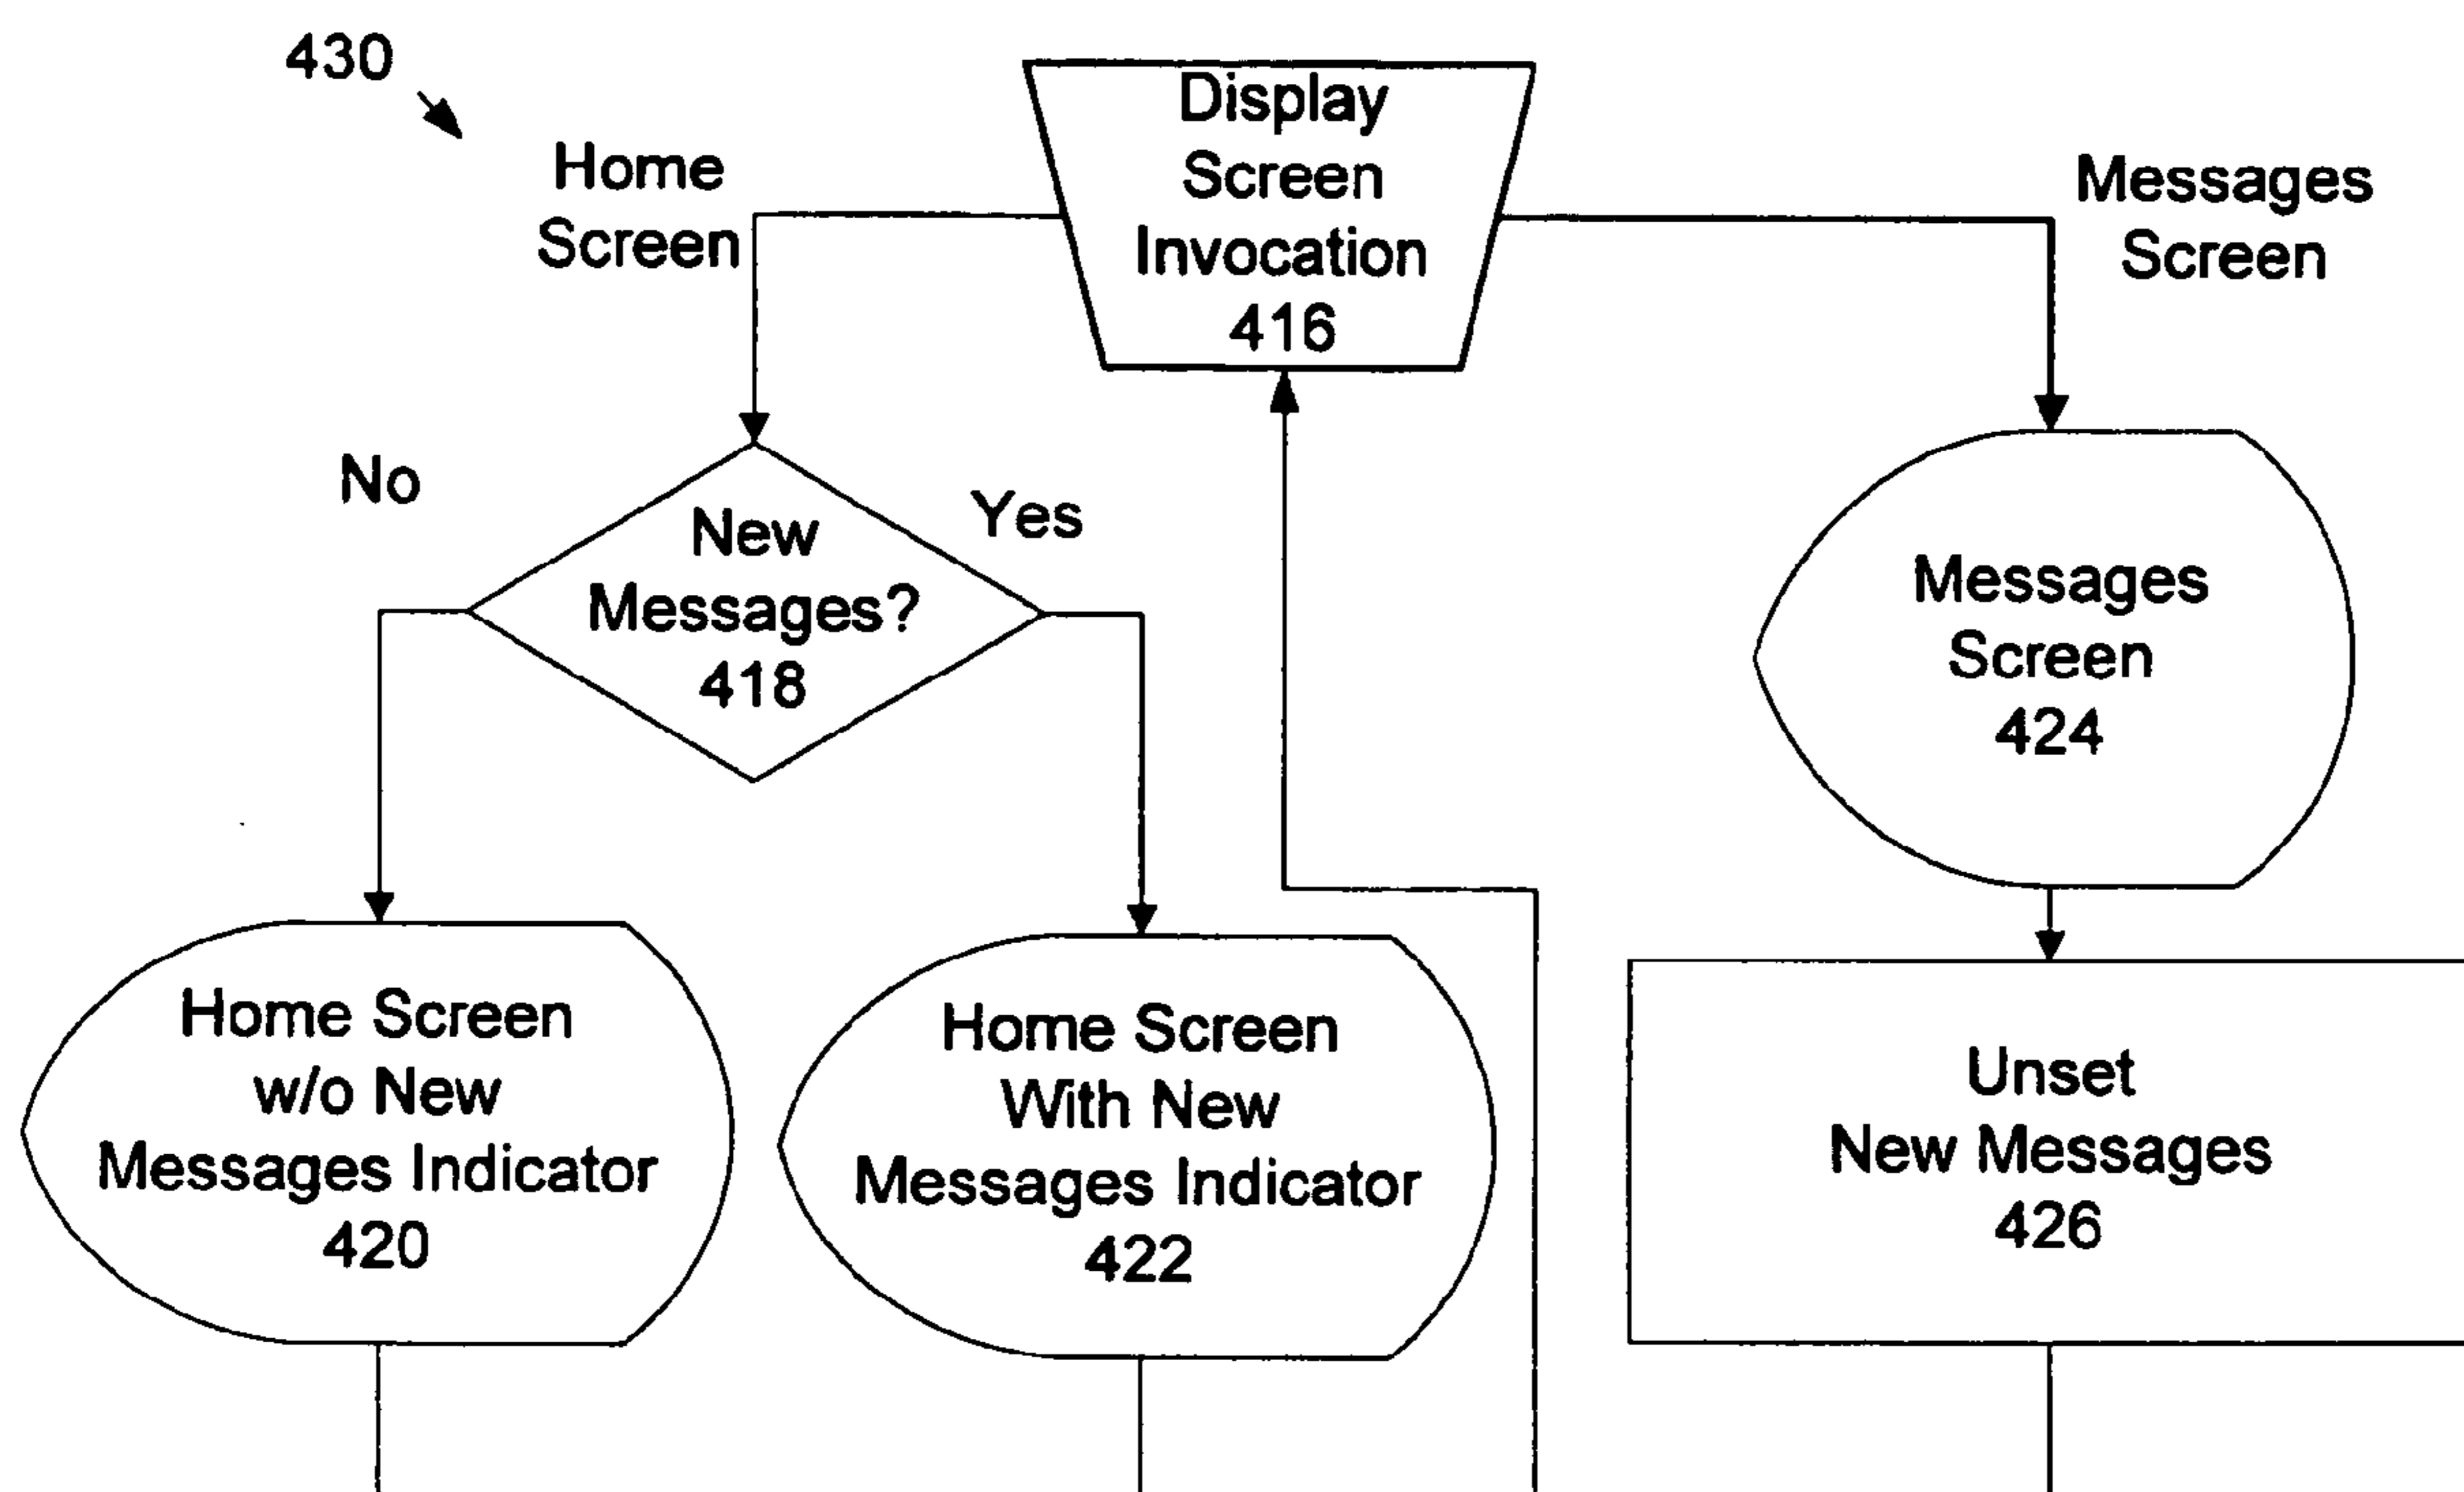 430
Display
Screen
Invocation
416
Home
Screen
Messages
Screen
No
Yes
New
Messages?
418
Messages
Screen
424
Home Screen
w/o New
Messages Indicator
420
Home Screen
With New
Messages Indicator
422
Unset
New Messages
426